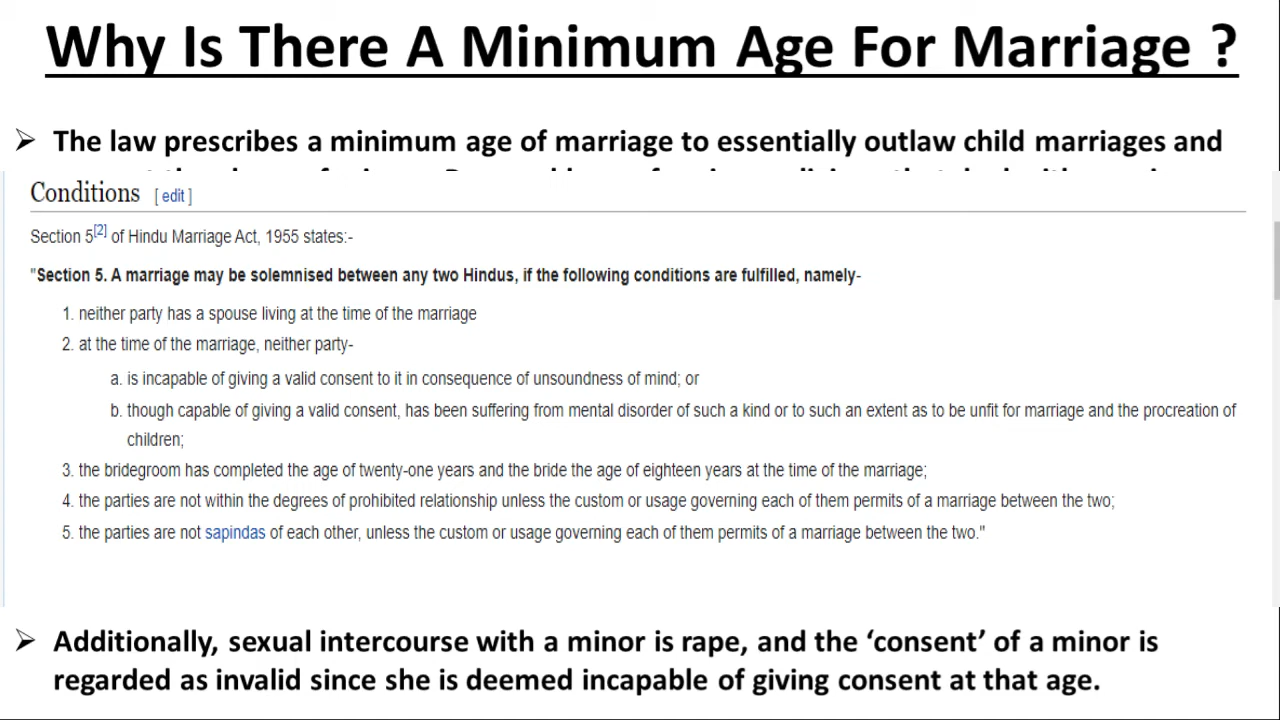 Why Is There A Minimum Age For Marriage ?
➢ The law prescribes a minimum age of marriage to essentially outlaw child marriages and
Conditions [ edit ]
Section 5[2] of Hindu Marriage Act, 1955 states:-
"Section 5. A marriage may be solemnised between any two Hindus, if the following conditions are fulfilled, namely-
1. neither party has a spouse living at the time of the marriage
2. at the time of the marriage, neither party-
a. is incapable of giving a valid consent to it in consequence of unsoundness of mind; or
b. though capable of giving a valid consent, has been suffering from mental disorder of such a kind or to such an extent as to be unfit for marriage and the procreation of
children;
3. the bridegroom has completed the age of twenty-one years and the bride the age of eighteen years at the time of the marriage;
4. the parties are not within the degrees of prohibited relationship unless the custom or usage governing each of them permits of a marriage between the two;
5. the parties are not sapindas of each other, unless the custom or usage governing each of them permits of a marriage between the two."
➢ Additionally, sexual intercourse with a minor is rape, and the ‘consent’ of a minor is
regarded as invalid since she is deemed incapable of giving consent at that age.